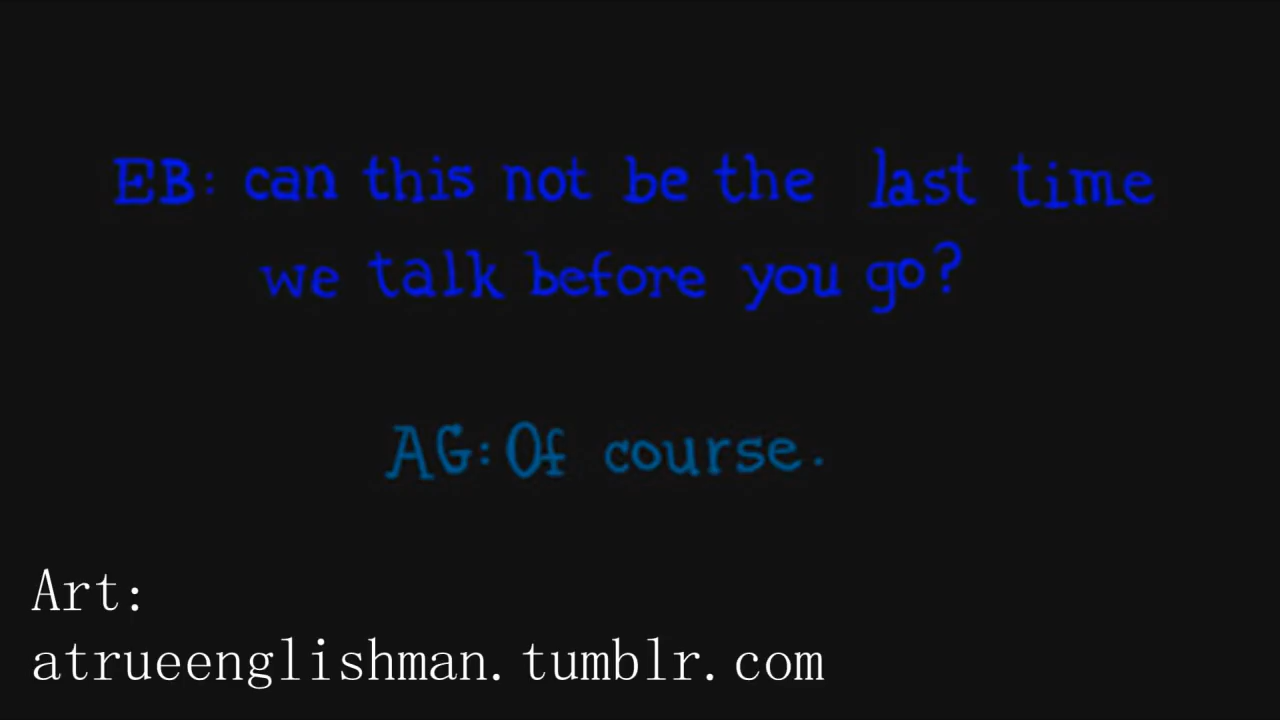 EB: can this not be the last time
we talk before you go?
AG: Of course.
Art:
atrueenglishman.tumblr.com